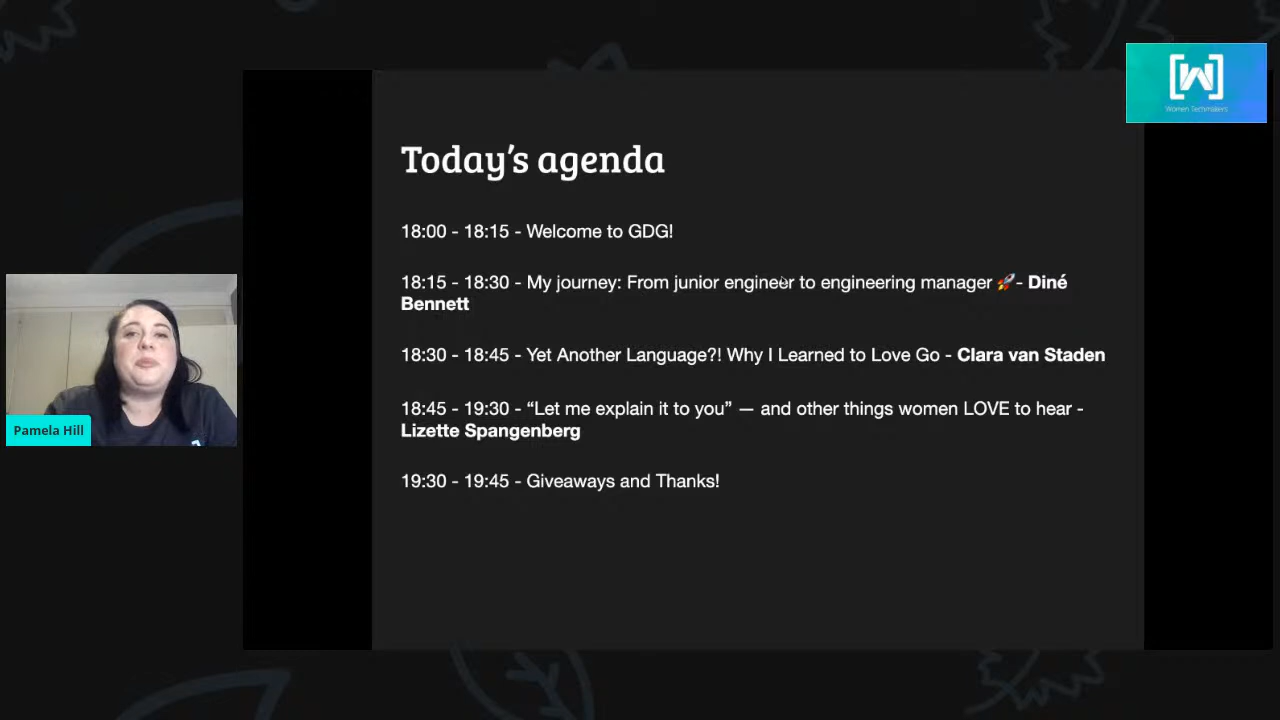 Women Techmakers
Today's agenda
18:00 - 18:15 - Welcome to GDG!
18:15 - 18:30 - My journey: From junior engineer to engineering manager 🚀- Diné
Bennett
18:30 - 18:45 - Yet Another Language?! Why I Learned to Love Go - Clara van Staden
18:45 - 19:30 - “Let me explain it to you” — and other things women LOVE to hear -
Lizette Spangenberg
19:30 - 19:45 - Giveaways and Thanks!
Pamela Hill